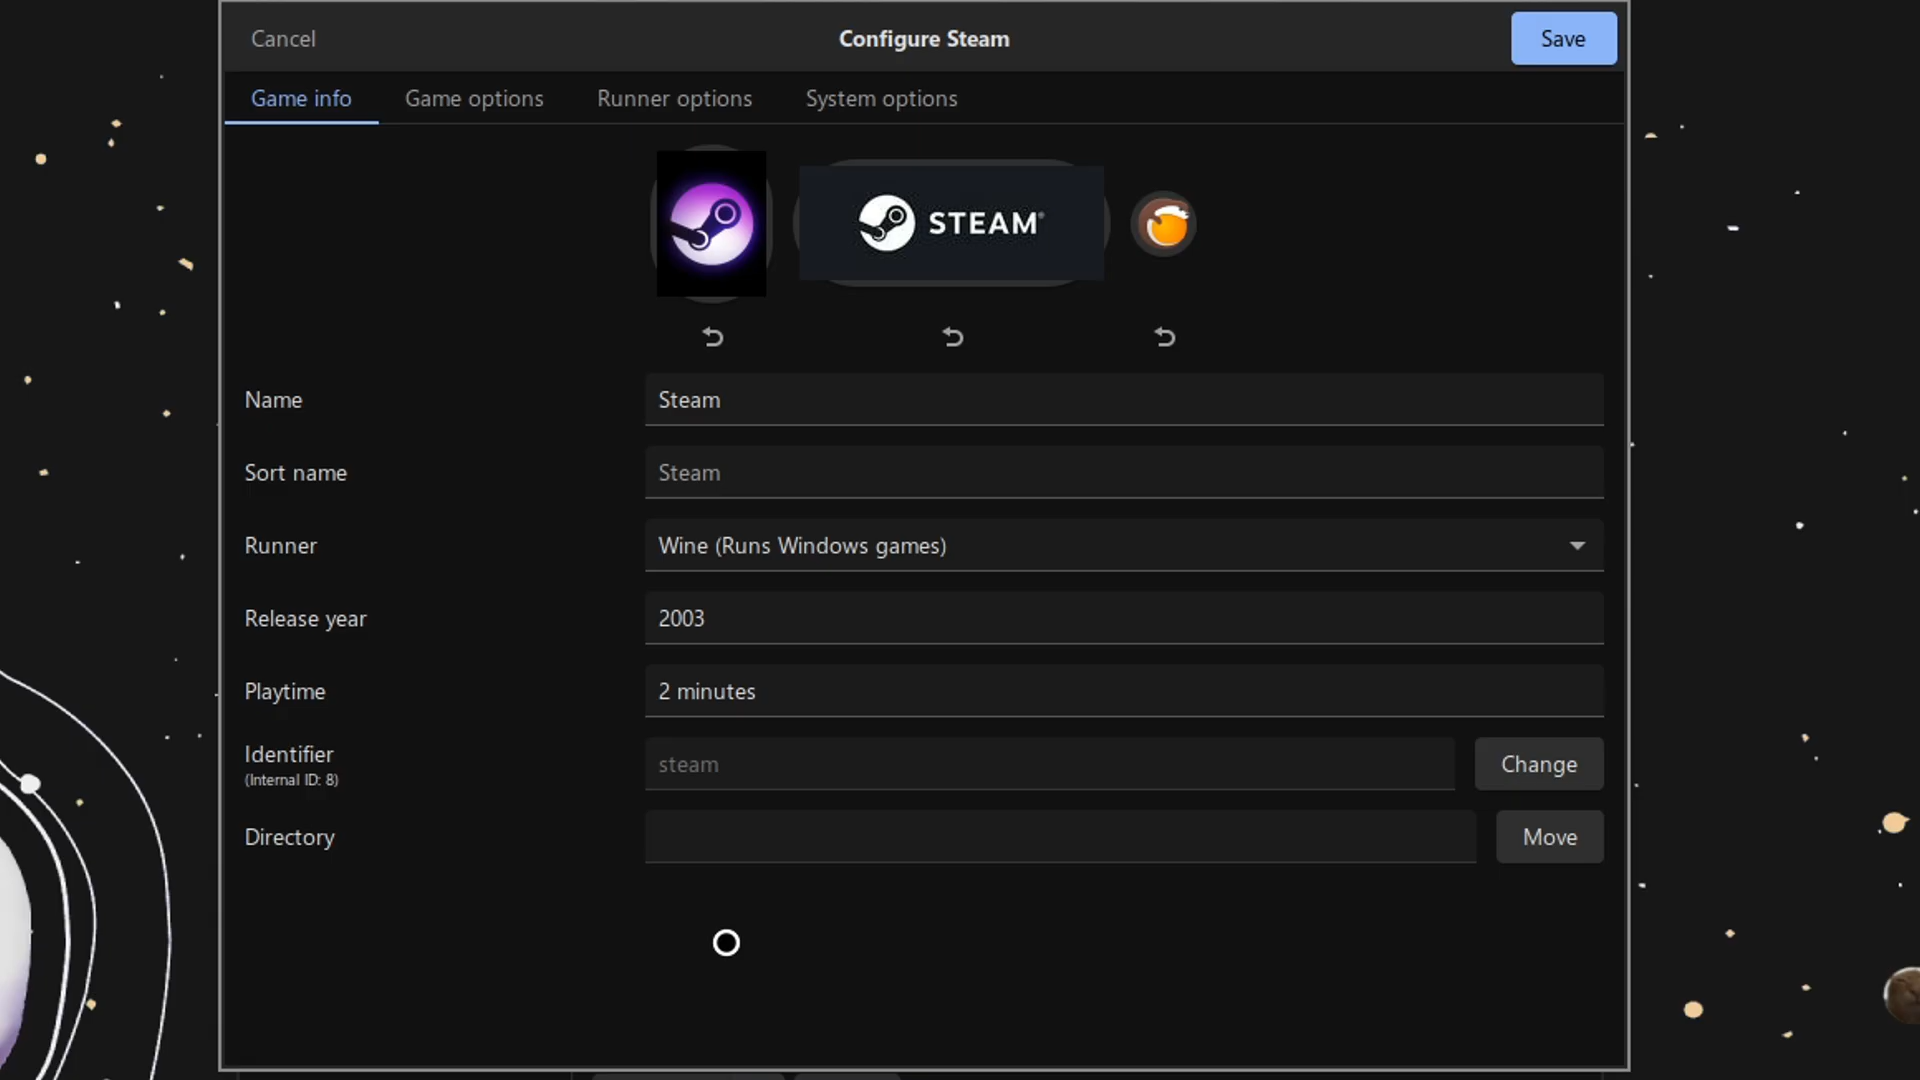 Cancel
Configure Steam
Save
Game info
Game options
Runner options
System options
STEAM®
Name
Steam
Sort name
Steam
Runner
Wine (Runs Windows games)
Release year
2003
Playtime
2 minutes
Identifier
(Internal ID: 8)
steam
Change
Directory
Move